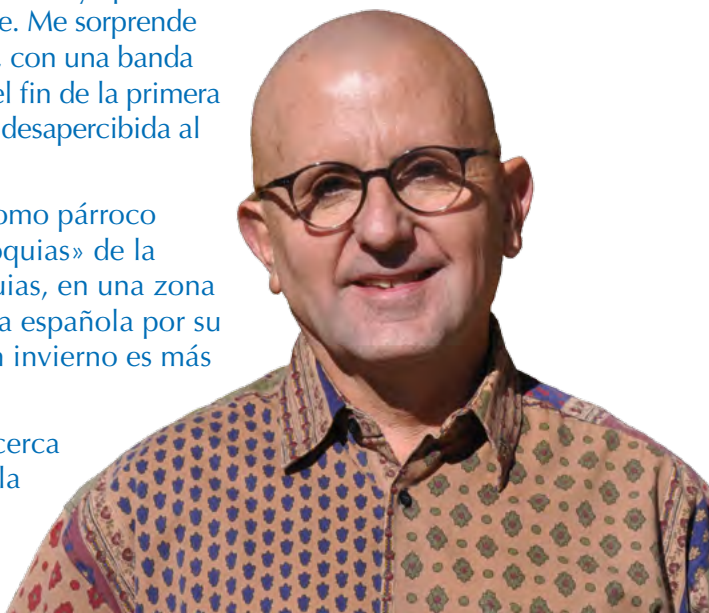 e. Me sorprende
con una banda
el fin de la primera
desapercibida al
omo párroco
oquias» de la
uias, en una zona
a española por su
n invierno es más
cerca
la